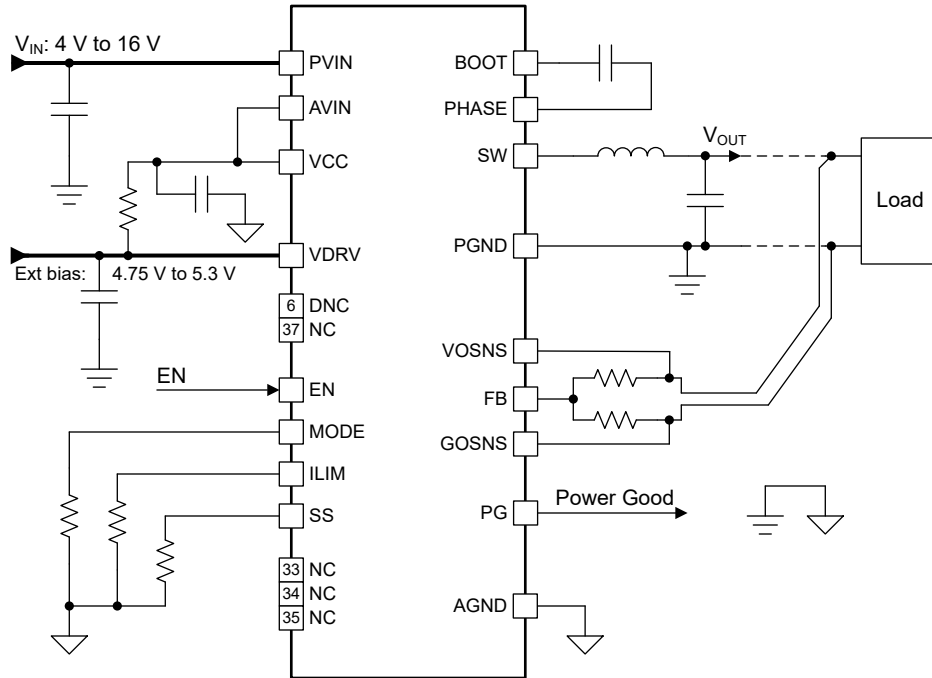 V_IN: 4 V to 16 V
PVIN
AVIN
VCC
VDRV
Ext bias: 4.75 V to 5.3 V
6 DNC
37 NC
EN
EN
MODE
ILIM
SS
33 NC
34 NC
35 NC
BOOT
PHASE
SW
V_OUT
Load
PGND
VOSNS
FB
GOSNS
PG
Power Good
AGND